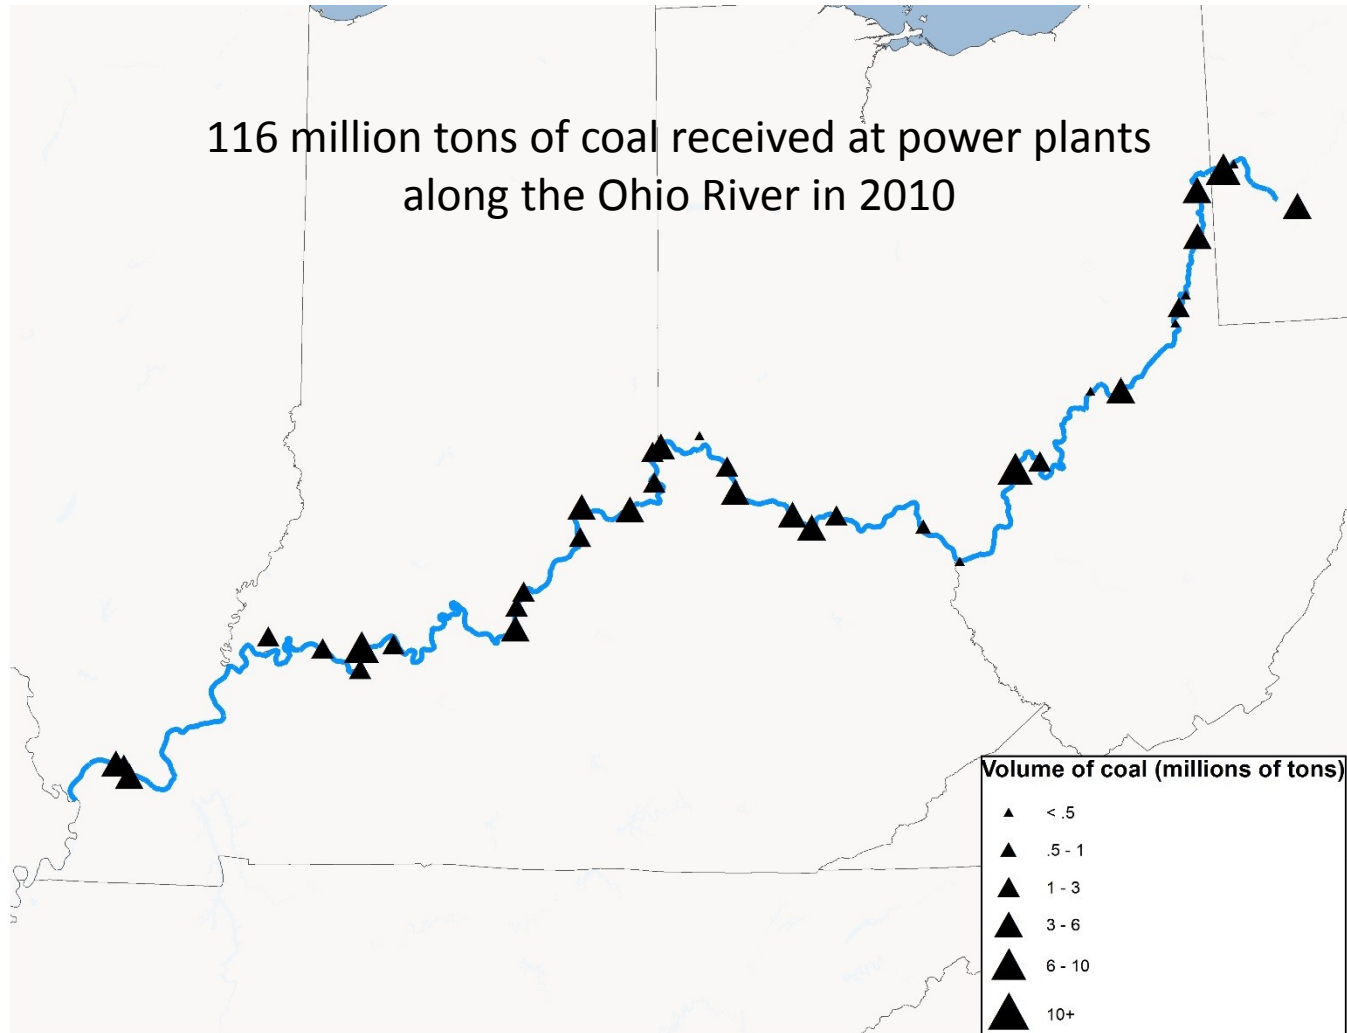 116 million tons of coal received at power plants
along the Ohio River in 2010
Volume of coal (millions of tons)
< .5
.5 - 1
1 - 3
3 - 6
6 - 10
10+